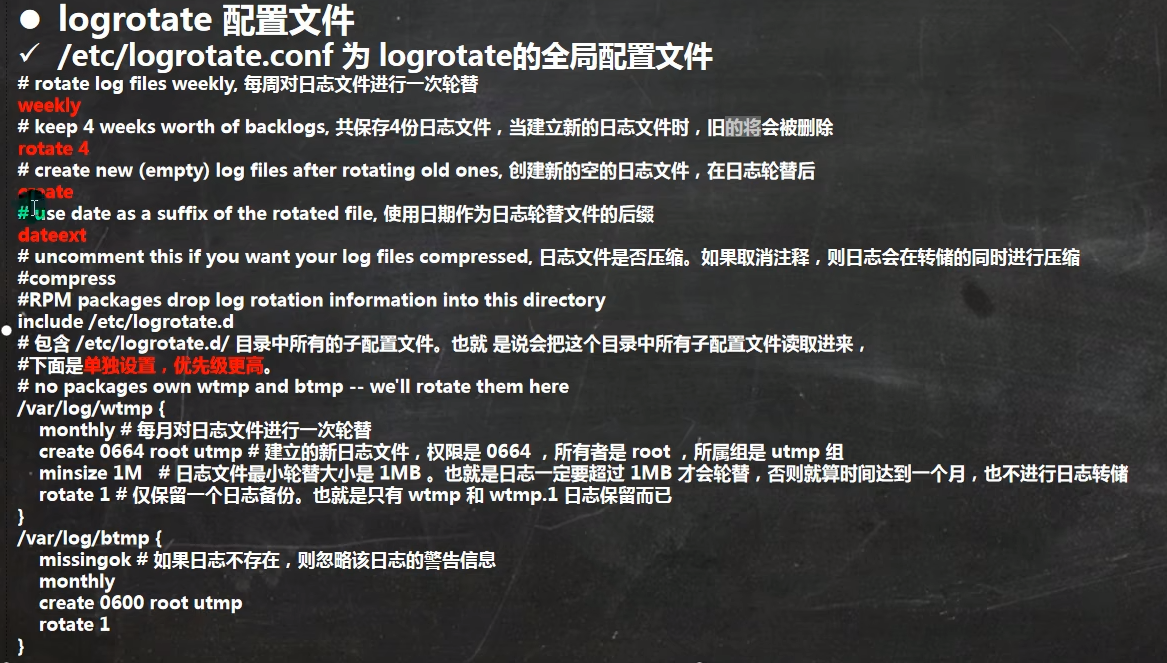 ● logrotate 配置文件
✓ /etc/logrotate.conf 为 logrotate的全局配置文件
# rotate log files weekly, 每周对日志文件进行一次轮替
weekly
# keep 4 weeks worth of backlogs, 共保存4份日志文件，当建立新的日志文件时，旧的将会被删除
rotate 4
# create new (empty) log files after rotating old ones, 创建新的空的日志文件，在日志轮替后
create
# use date as a suffix of the rotated file, 使用日期作为日志轮替文件的后缀
dateext
# uncomment this if you want your log files compressed, 日志文件是否压缩。如果取消注释，则日志会在转储的同时进行压缩
#compress
#RPM packages drop log rotation information into this directory
include /etc/logrotate.d
# 包含 /etc/logrotate.d/ 目录中所有的子配置文件。也就 是说会把这个目录中所有子配置文件读取进来，
#下面是单独设置，优先级更高。
# no packages own wtmp and btmp -- we'll rotate them here
/var/log/wtmp {
monthly # 每月对日志文件进行一次轮替
create 0664 root utmp # 建立的新日志文件，权限是 0664 ，所有者是 root ，所属组是 utmp 组
minsize 1M # 日志文件最小轮替大小是 1MB 。也就是日志一定要超过 1MB 才会轮替，否则就算时间达到一个月，也不进行日志转储
rotate 1 # 仅保留一个日志备份。也就是只有 wtmp 和 wtmp.1 日志保留而已
}
/var/log/btmp {
missingok # 如果日志不存在，则忽略该日志的警告信息
monthly
create 0600 root utmp
rotate 1
}